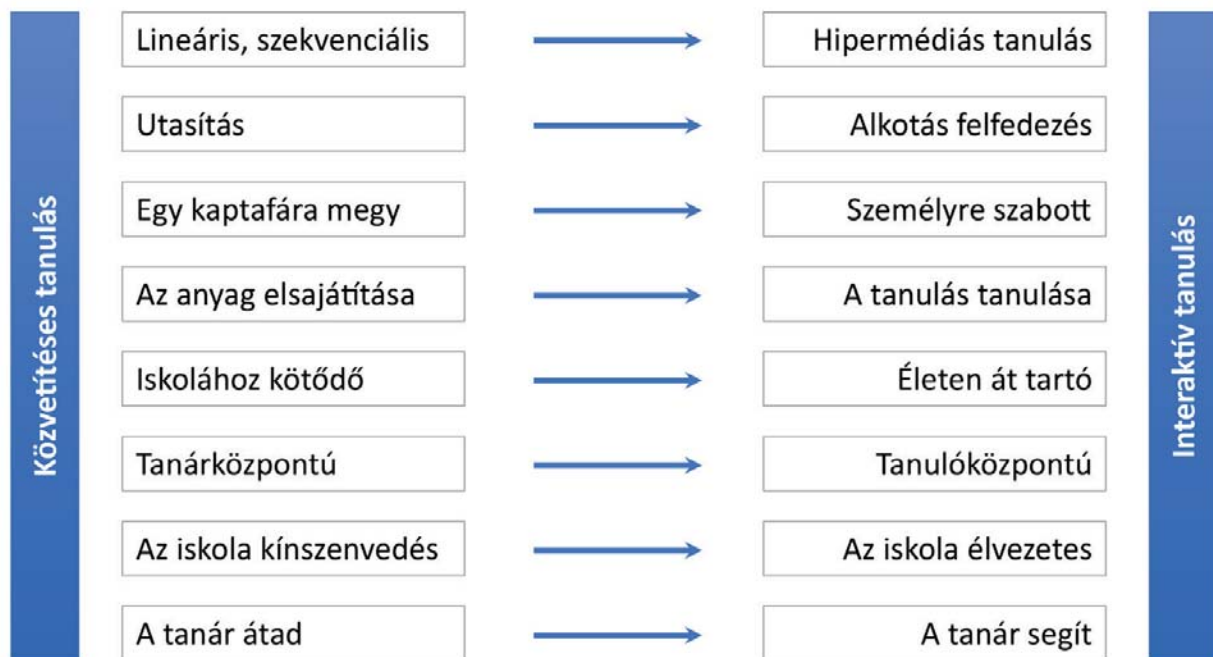 Közvetítéses tanulás
Lineáris, szekvenciális
Hipermédiás tanulás
Utasítás
Alkotás felfedezés
Egy kaptafára megy
Személyre szabott
Az anyag elsajátítása
A tanulás tanulása
Iskolához kötődő
Életen át tartó
Tanárközpontú
Tanulóközpontú
Az iskola kínszenvedés
Az iskola élvezetes
A tanár átad
A tanár segít
Interaktív tanulás